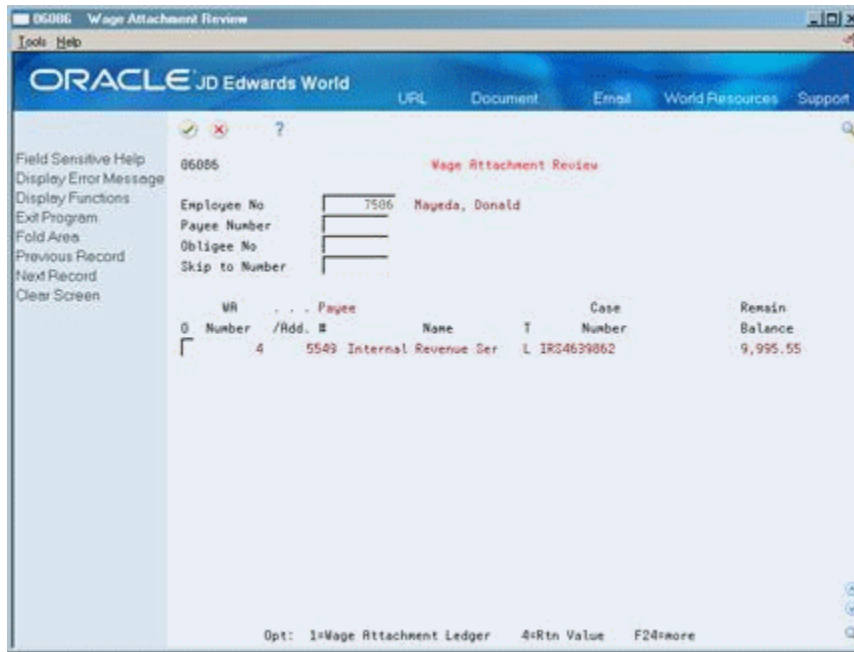 06086 Wage Attachment Review
Tools Help
ORACLE JD Edwards World
URL Document Email World Resources Support
?
Field Sensitive Help
Display Error Message
Display Functions
Exit Program
Fold Area
Previous Record
Next Record
Clear Screen
06086 Wage Attachment Review
Employee No 7506 Mayeda, Donald
Payee Number
Obligee No
Skip to Number
WA . . . Payee Case Remain
O Number /Add. # Name T Number Balance
4 5549 Internal Revenue Ser L IRS4639862 9,995.55
Opt: 1=Wage Attachment Ledger 4=Rtn Value F24=more